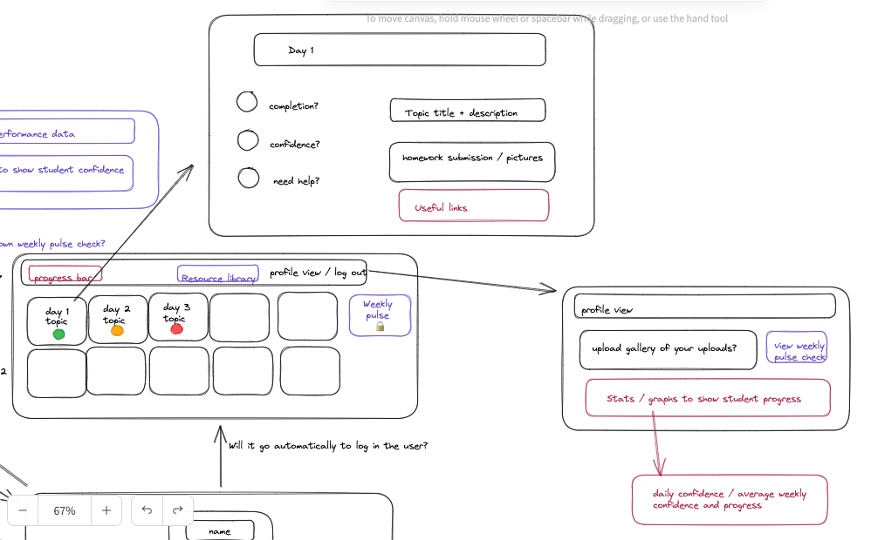 To move canvas, hold mouse wheel or spacebar while dragging, or use the hand tool
Day 1
completion?
confidence?
need help?
Topic title + description
homework submission / pictures
Useful links
erformance data
to show student confidence
own weekly pulse check?
progress bar
Resource library
profile view / log out
day 1
topic
day 2
topic
day 3
topic
Weekly
pulse
2
profile view
upload gallery of your uploads?
view weekly
pulse check
Stats / graphs to show student progress
daily confidence / average weekly
confidence and progress
Will it go automatically to log in the user?
67%
name